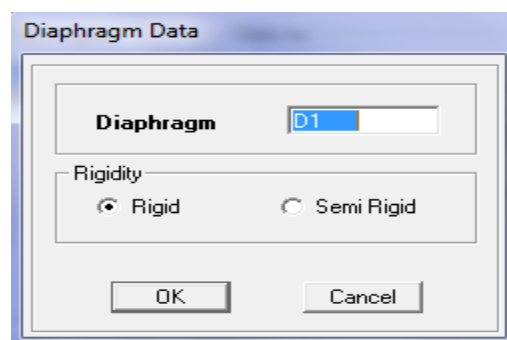 Diaphragm Data
Diaphragm D1
Rigidity
Rigid Semi Rigid
OK Cancel